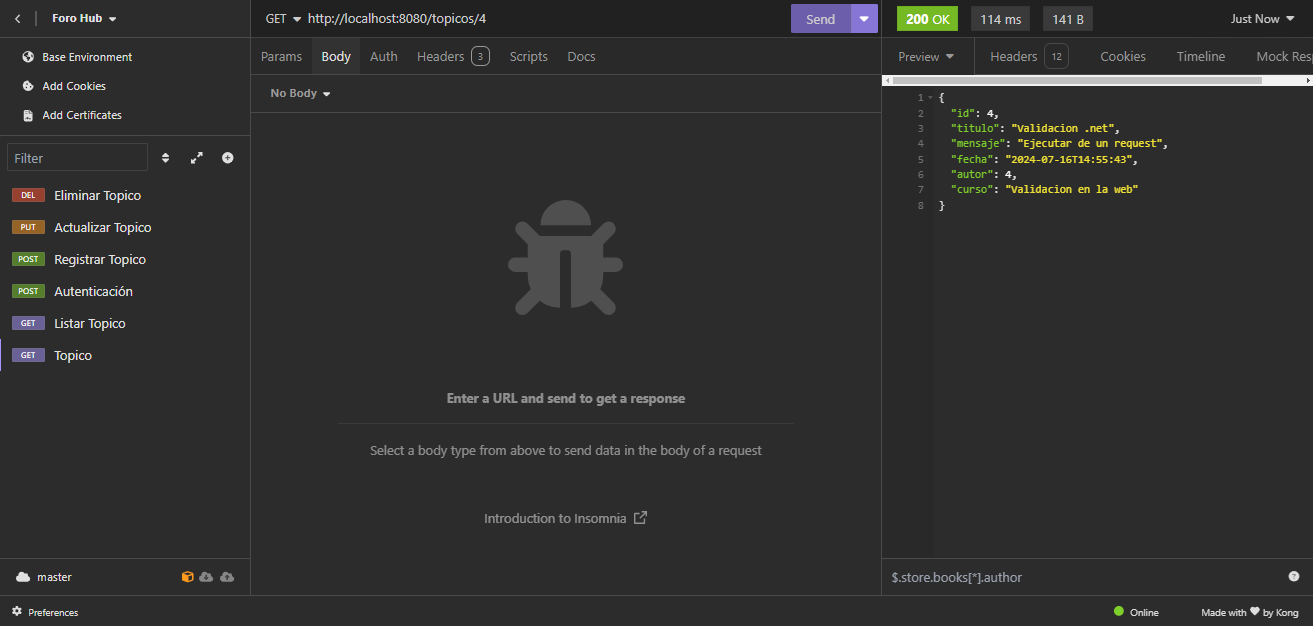 Foro Hub
GET http://localhost:8080/topicos/4
Send
200 OK
114 ms
141 B
Just Now
Base Environment
Add Cookies
Add Certificates
Filter
DEL Eliminar Topico
PUT Actualizar Topico
POST Registrar Topico
POST Autenticación
GET Listar Topico
GET Topico
master
Preferences
Params
Body
Auth
Headers 3
Scripts
Docs
No Body
Enter a URL and send to get a response
Select a body type from above to send data in the body of a request
Introduction to Insomnia
Preview
Headers 12
Cookies
Timeline
Mock Res
1 {
2 "id": 4,
3 "titulo": "Validacion .net",
4 "mensaje": "Ejecutar de un request",
5 "fecha": "2024-07-16T14:55:43",
6 "autor": 4,
7 "curso": "Validacion en la web"
8 }
$.store.books[*].author
?
Online
Made with ❤ by Kong